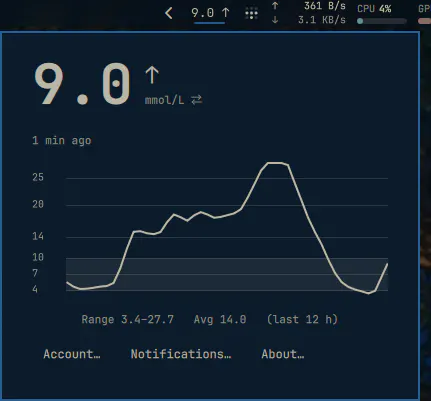 9.0 ↑
361 B/s
↑
↓ 3.1 KB/s
CPU 4%
GP
9.0 ↑
mmol/L ⇄
1 min ago
25
20
14
10
7
4
Range 3.4–27.7 Avg 14.0 (last 12 h)
Account… Notifications… About…